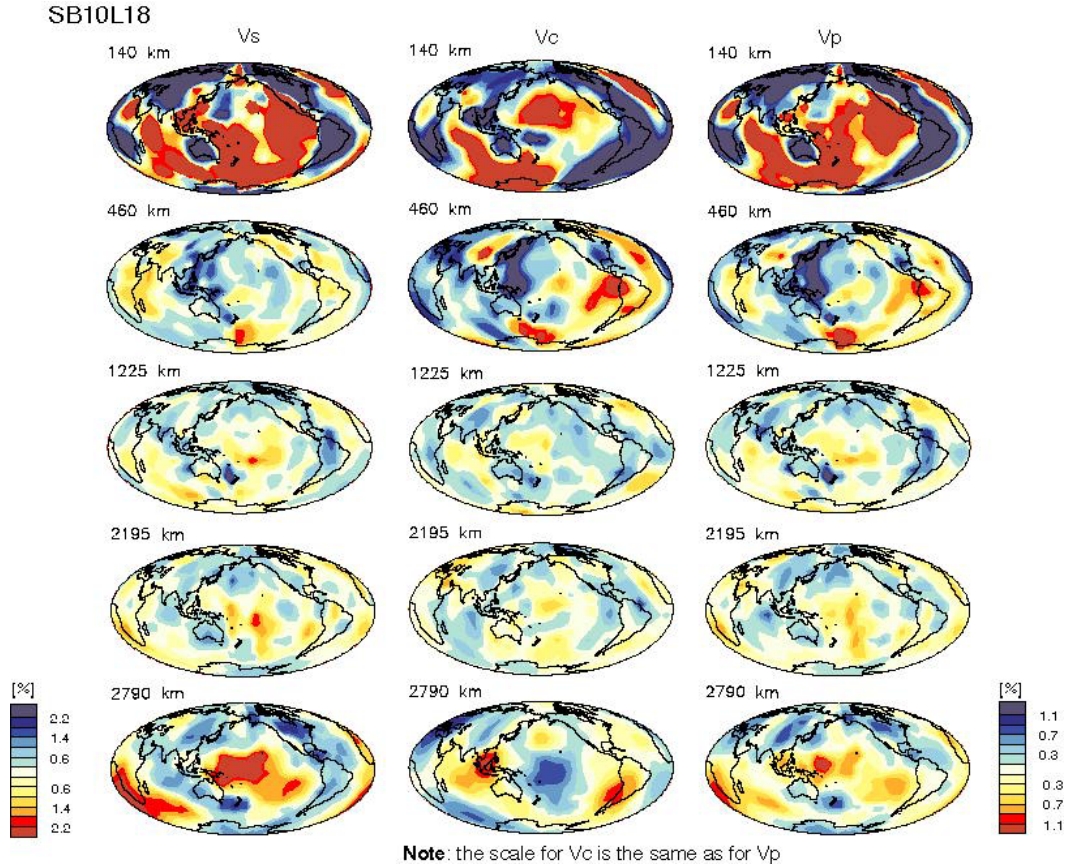 SB10L18
Vs Vc Vp
140 km 140 km 140 km
460 km 460 km 460 km
1225 km 1225 km 1225 km
2195 km 2195 km 2195 km
2790 km 2790 km 2790 km
[%] [%]
2.2 1.1
1.4 0.7
0.6 0.3
0.6 0.3
1.4 0.7
2.2 1.1
Note: the scale for Vc is the same as for Vp